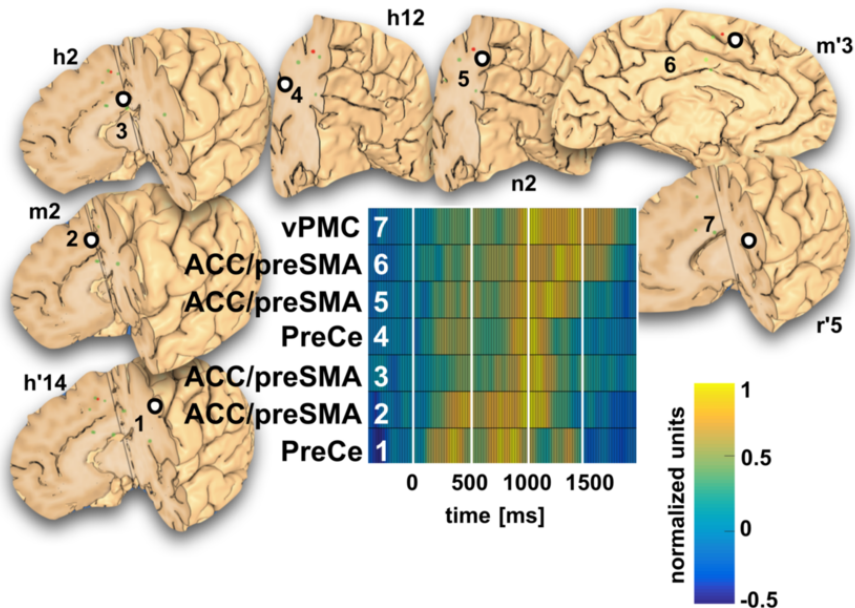 h12
h2
m'3
3
4
5
6
n2
m2
2
7
r'5
vPMC 7
ACC/preSMA 6
ACC/preSMA 5
PreCe 4
ACC/preSMA 3
ACC/preSMA 2
PreCe 1
h'14
1
0 500 1000 1500
time [ms]
normalized units
1
0.5
0
-0.5